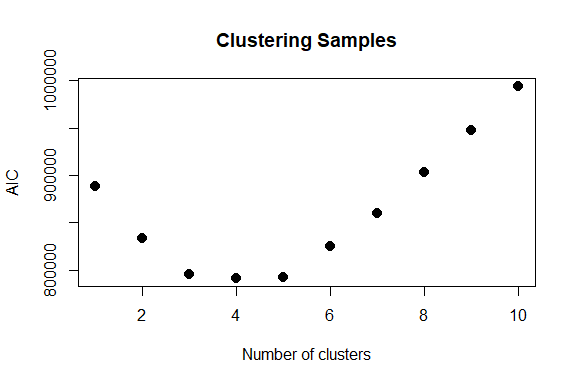 Clustering Samples
1000000
900000
800000
AIC
2 4 6 8 10
Number of clusters